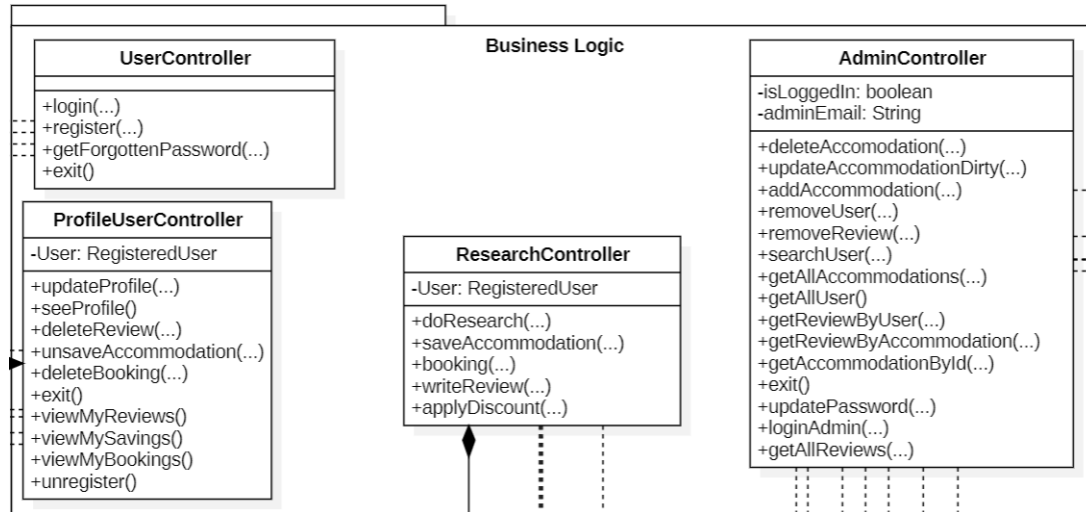 Business Logic
UserController
+login(...)
+register(...)
+getForgottenPassword(...)
+exit()
ProfileUserController
-User: RegisteredUser
+updateProfile(...)
+seeProfile()
+deleteReview(...)
+unsaveAccommodation(...)
+deleteBooking(...)
+exit()
+viewMyReviews()
+viewMySavings()
+viewMyBookings()
+unregister()
ResearchController
-User: RegisteredUser
+doResearch(...)
+saveAccommodation(...)
+booking(...)
+writeReview(...)
+applyDiscount(...)
AdminController
-isLoggedIn: boolean
-adminEmail: String
+deleteAccomodation(...)
+updateAccommodationDirty(...)
+addAccommodation(...)
+removeUser(...)
+removeReview(...)
+searchUser(...)
+getAllAccommodations(...)
+getAllUser()
+getReviewByUser(...)
+getReviewByAccommodation(...)
+getAccommodationById(...)
+exit()
+updatePassword(...)
+loginAdmin(...)
+getAllReviews(...)